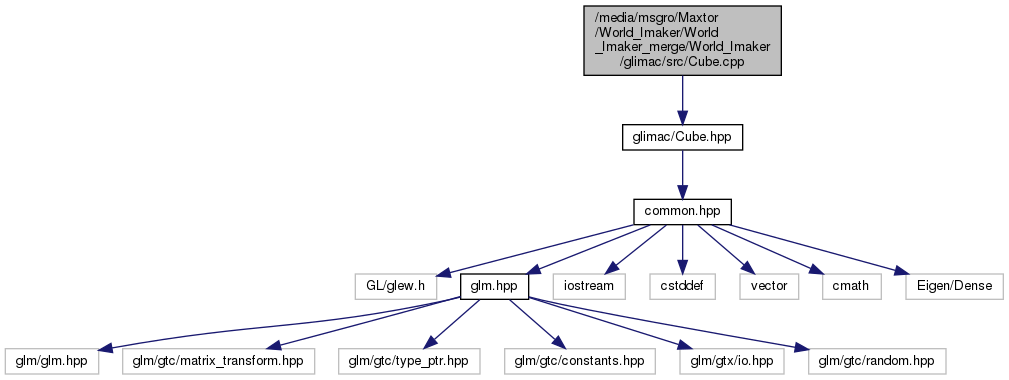 /media/msgro/Maxtor
/World_Imaker/World
_Imaker_merge/World_Imaker
/glimac/src/Cube.cpp
glimac/Cube.hpp
common.hpp
GL/glew.h
glm.hpp
iostream
cstddef
vector
cmath
Eigen/Dense
glm/glm.hpp
glm/gtc/matrix_transform.hpp
glm/gtc/type_ptr.hpp
glm/gtc/constants.hpp
glm/gtx/io.hpp
glm/gtc/random.hpp